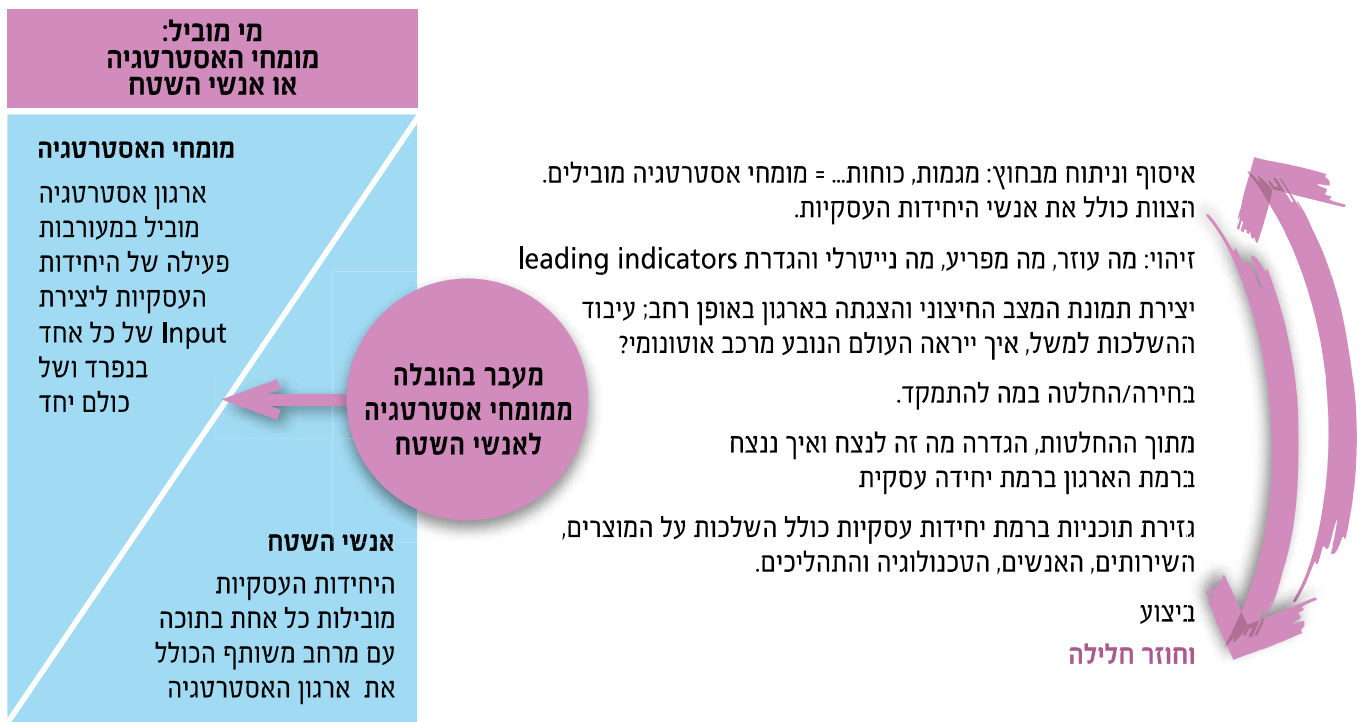 מי מוביל:
מומחי האסטרטגיה
או אנשי השטח
איסוף וניתוח מבחוץ: מגמות, כוחות... = מומחי אסטרטגיה מובילים.
הצוות כולל את אנשי היחידות העסקיות.
זיהוי: מה עוזר, מה מפריע, מה נייטרלי והגדרת leading indicators
יצירת תמונת המצב החיצוני והצגתה בארגון באופן רחב; עיבוד
ההשלכות למשל, איך ייראה העולם הנובע מרכב אוטונומי?
בחירה/החלטה במה להתמקד.
מתוך ההחלטות, הגדרה מה זה לנצח ואיך ננצח
ברמת הארגון ברמת יחידה עסקית
גזירת תוכניות ברמת יחידות עסקיות כולל השלכות על המוצרים,
השירותים, האנשים, הטכנולוגיה והתהליכים.
ביצוע
וחוזר חלילה
מעבר בהובלה
ממומחי אסטרטגיה
לאנשי השטח
מומחי האסטרטגיה
ארגון אסטרטגיה
מוביל במעורבות
פעילה של היחידות
העסקיות ליצירת
Input של כל אחד
בנפרד ושל
כולם יחד
אנשי השטח
היחידות העסקיות
מובילות כל אחת בתוכה
עם מרחב משותף הכולל
את ארגון האסטרטגיה